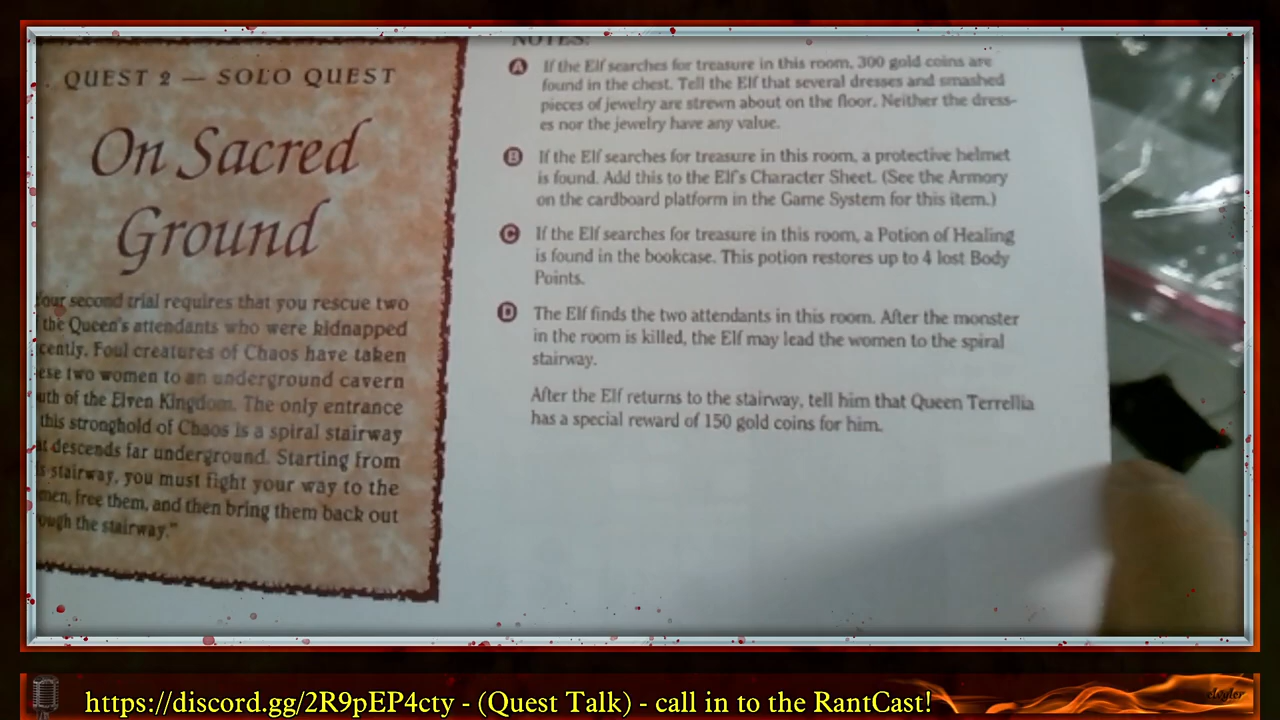 QUEST 2 — SOLO QUEST
On Sacred
Ground
Your second trial requires that you rescue two
the Queen's attendants who were kidnapped
cently. Foul creatures of Chaos have taken
ese two women to an underground cavern
uth of the Elven Kingdom. The only entrance
this stronghold of Chaos is a spiral stairway
at descends far underground. Starting from
s stairway, you must fight your way to the
men, free them, and then bring them back out
ough the stairway."
NOTES:
A If the Elf searches for treasure in this room, 300 gold coins are
found in the chest. Tell the Elf that several dresses and smashed
pieces of jewelry are strewn about on the floor. Neither the dress-
es nor the jewelry have any value.
B If the Elf searches for treasure in this room, a protective helmet
is found. Add this to the Elf's Character Sheet. (See the Armory
on the cardboard platform in the Game System for this item.)
C If the Elf searches for treasure in this room, a Potion of Healing
is found in the bookcase. This potion restores up to 4 lost Body
Points.
D The Elf finds the two attendants in this room. After the monster
in the room is killed, the Elf may lead the women to the spiral
stairway.
After the Elf returns to the stairway, tell him that Queen Terrellia
has a special reward of 150 gold coins for him.
https://discord.gg/2R9pEP4cty - (Quest Talk) - call in to the RantCast!